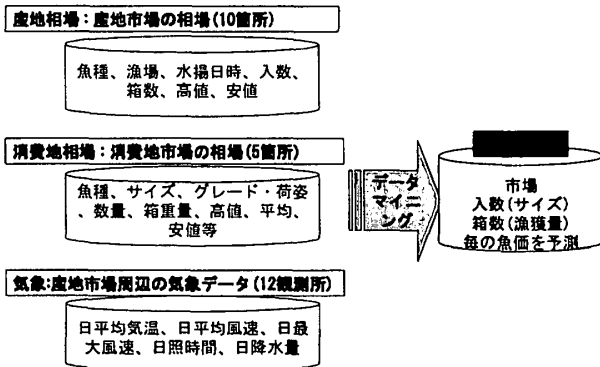 産地相場：産地市場の相場(10箇所)
魚種、漁場、水揚日時、入数、
箱数、高値、安値
消費地相場：消費地市場の相場(5箇所)
魚種、サイズ、グレード・荷姿
、数量、箱重量、高値、平均、
安値等
気象:産地市場周辺の気象データ(12観測所)
日平均気温、日平均風速、日最
大風速、日照時間、日降水量
データ
マイニ
ング
市場
入数(サイズ)
箱数(漁獲量)
毎の魚価を予測